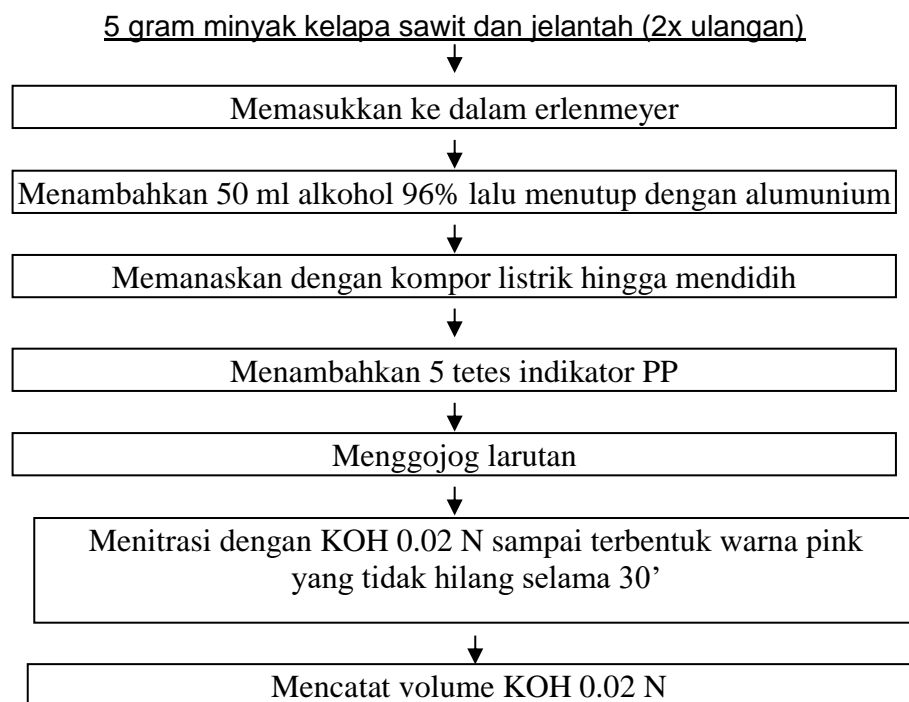 5 gram minyak kelapa sawit dan jelantah (2x ulangan)
Memasukkan ke dalam erlenmeyer
Menambahkan 50 ml alkohol 96% lalu menutup dengan alumunium
Memanaskan dengan kompor listrik hingga mendidih
Menambahkan 5 tetes indikator PP
Menggojog larutan
Menitrasi dengan KOH 0.02 N sampai terbentuk warna pink
yang tidak hilang selama 30’
Mencatat volume KOH 0.02 N